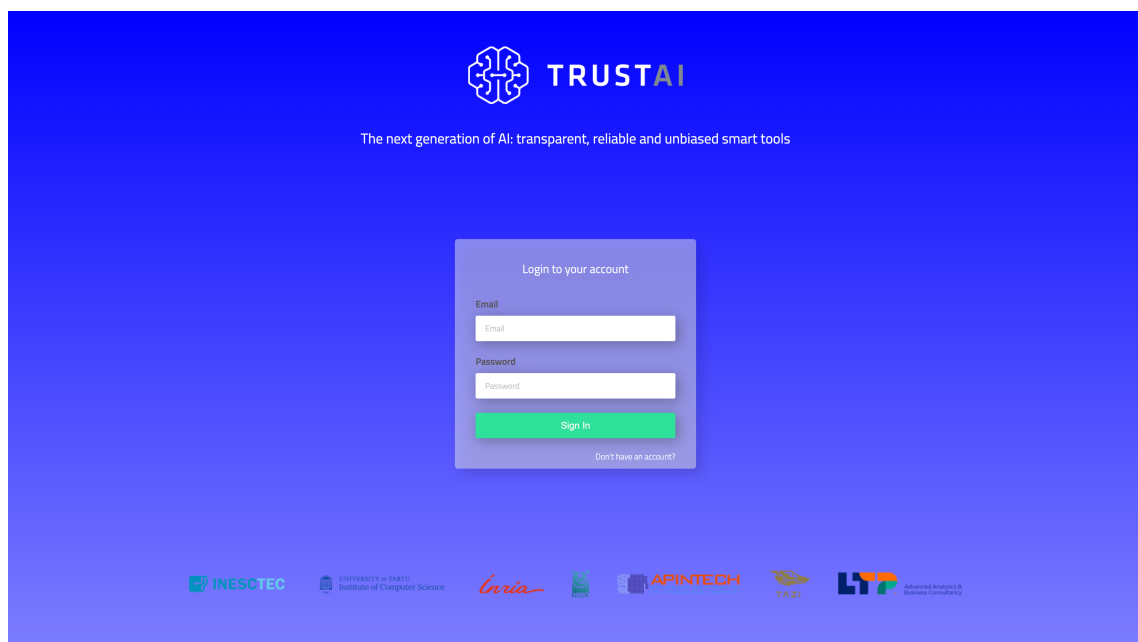 TRUSTAI
The next generation of AI: transparent, reliable and unbiased smart tools
Login to your account
Email
Email
Password
Password
Sign In
Don't have an account?
INESCTEC
UNIVERSITY OF TARTU
Institute of Computer Science
Inria
APINTECH
LTP
Advanced Analytics &
Business Consultancy